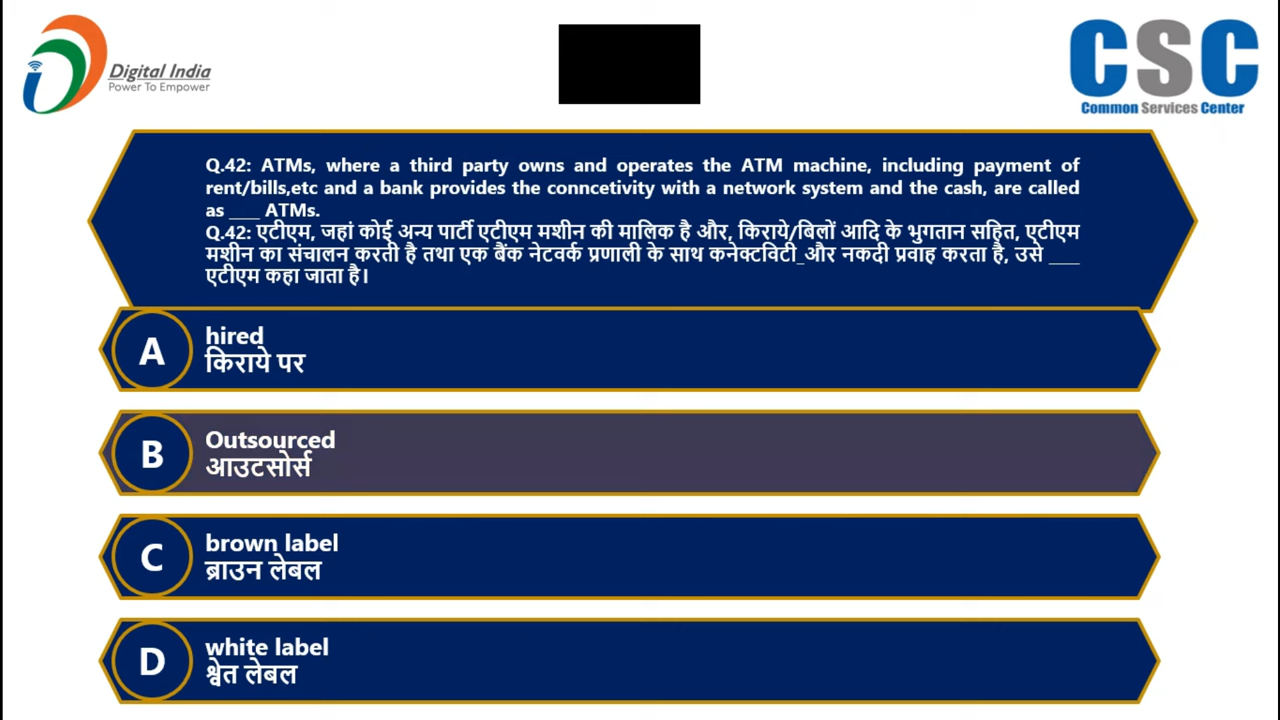 Digital India
Power To Empower
CSC
Common Services Center
Q.42: ATMs, where a third party owns and operates the ATM machine, including payment of
rent/bills,etc and a bank provides the conncetivity with a network system and the cash, are called
as ___ ATMs.
Q.42: एटीएम, जहां कोई अन्य पार्टी एटीएम मशीन की मालिक है और, किराये/बिलों आदि के भुगतान सहित, एटीएम
मशीन का संचालन करती है तथा एक बैंक नेटवर्क प्रणाली के साथ कनेक्टविटी_और नकदी प्रवाह करता है, उसे ___
एटीएम कहा जाता है।
A
hired
किराये पर
B
Outsourced
आउटसोर्स
C
brown label
ब्राउन लेबल
D
white label
श्वेत लेबल